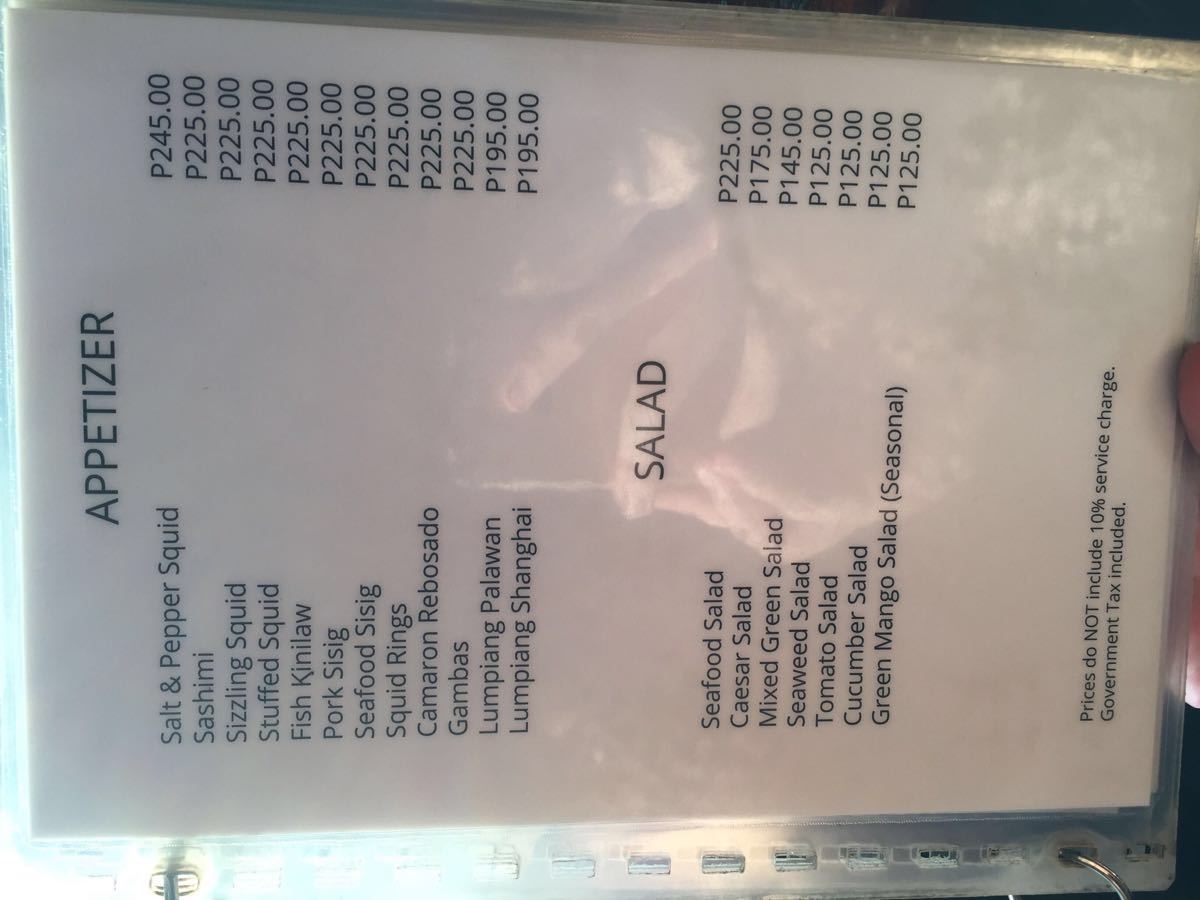 APPETIZER
Salt & Pepper Squid P245.00
Sashimi P225.00
Sizzling Squid P225.00
Stuffed Squid P225.00
Fish Kinilaw P225.00
Pork Sisig P225.00
Seafood Sisig P225.00
Squid Rings P225.00
Camaron Rebosado P225.00
Gambas P225.00
Lumpiang Palawan P195.00
Lumpiang Shanghai P195.00
SALAD
Seafood Salad P225.00
Caesar Salad P175.00
Mixed Green Salad P145.00
Seaweed Salad P125.00
Tomato Salad P125.00
Cucumber Salad P125.00
Green Mango Salad (Seasonal) P125.00
Prices do NOT include 10% service charge.
Government Tax included.